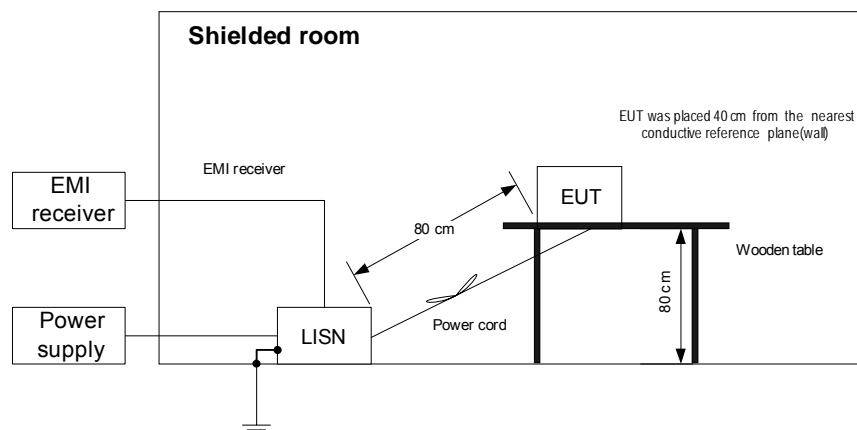 Shielded room
EUT was placed 40 cm from the nearest
conductive reference plane(wall)
EMI
receiver
EMI receiver
EUT
80 cm
Wooden table
80 cm
Power
supply
LISN
Power cord